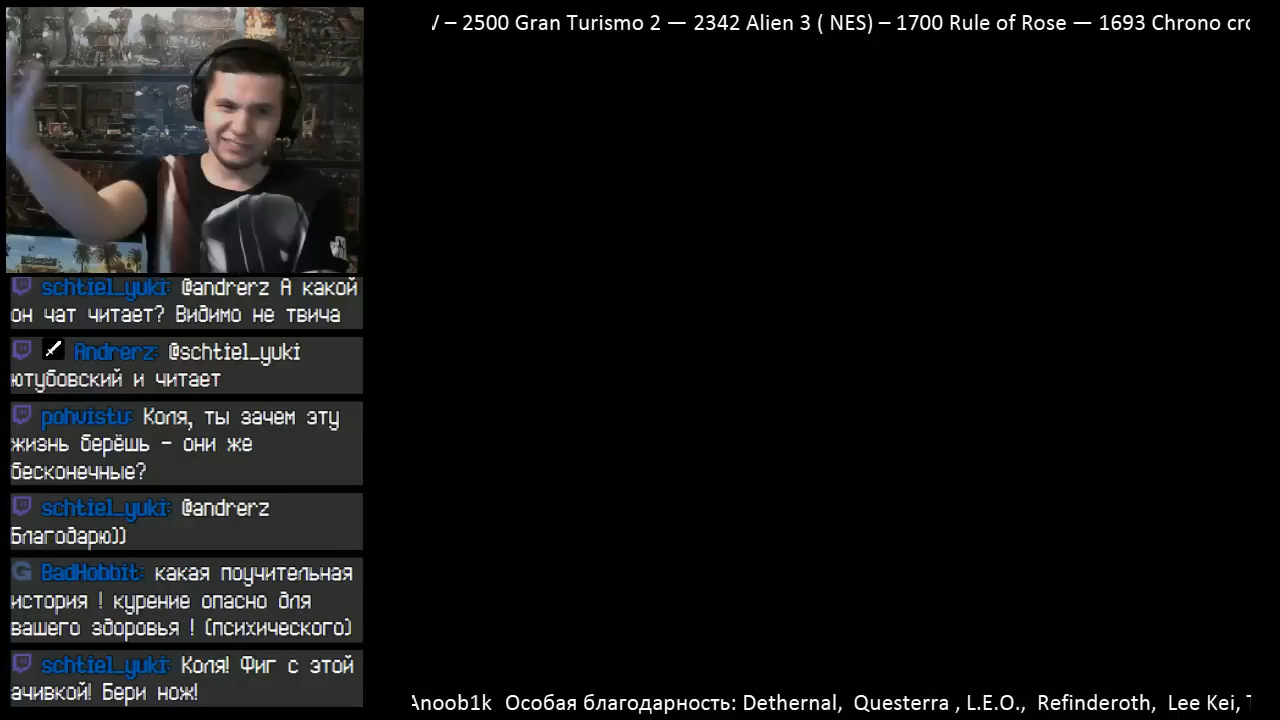 – 2500 Gran Turismo 2 — 2342 Alien 3 ( NES) – 1700 Rule of Rose — 1693 Chrono
schtiel_yuki: @andrerz А какой
он чат читает? Видимо не твича
Andrerz: @schtiel_yuki
ютубовский и читает
pohvistu: Коля, ты зачем эту
жизнь берёшь - они же
бесконечные?
schtiel_yuki: @andrerz
Благодарю))
BadHobbit: какая поучительная
история ! курение опасно для
вашего здоровья ! (психического)
schtiel_yuki: Коля! Фиг с этой
ачивкой! Бери нож!
Anoob1k Особая благодарность: Dethernal, Questerra , L.E.O., Refinderoth, Lee Kei,